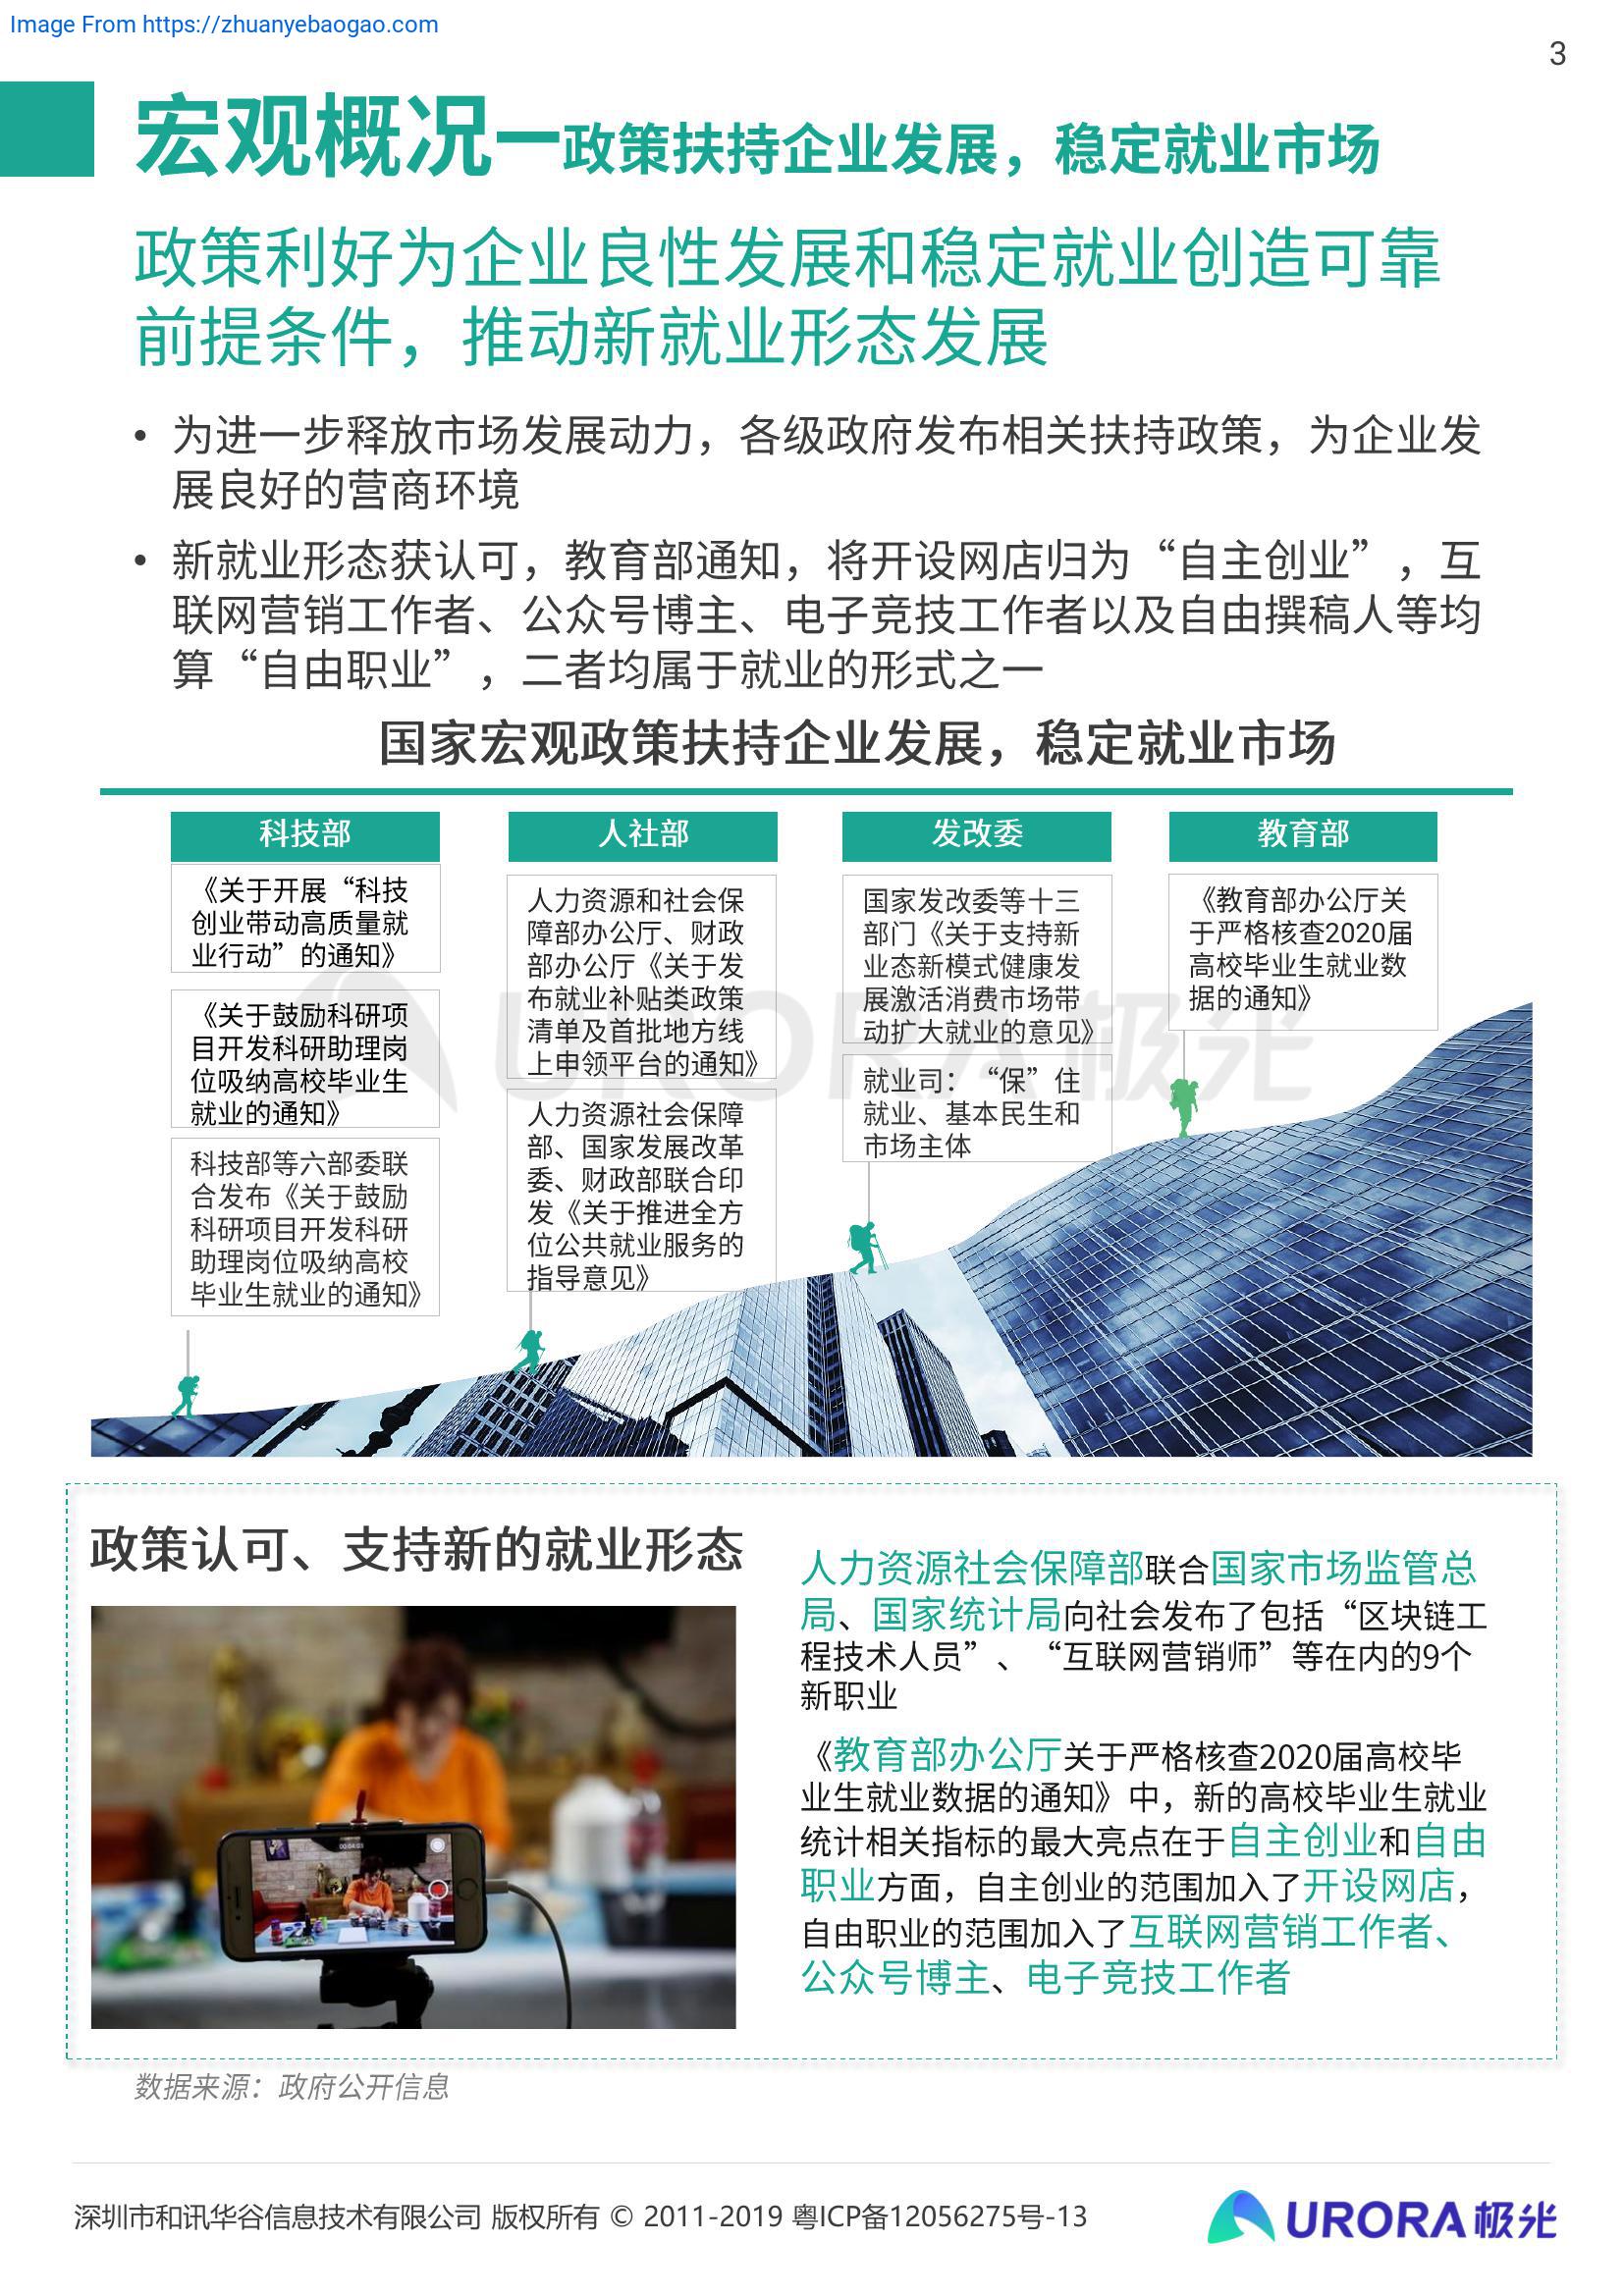 Image From https://zhuanyebaogao.com
3
宏观概况—政策扶持企业发展，稳定就业市场
政策利好为企业良性发展和稳定就业创造可靠
前提条件，推动新就业形态发展
• 为进一步释放市场发展动力，各级政府发布相关扶持政策，为企业发
展良好的营商环境
• 新就业形态获认可，教育部通知，将开设网店归为“自主创业”，互
联网营销工作者、公众号博主、电子竞技工作者以及自由撰稿人等均
算“自由职业”，二者均属于就业的形式之一
国家宏观政策扶持企业发展，稳定就业市场
科技部
《关于开展“科技
创业带动高质量就
业行动”的通知》
《关于鼓励科研项
目开发科研助理岗
位吸纳高校毕业生
就业的通知》
科技部等六部委联
合发布《关于鼓励
科研项目开发科研
助理岗位吸纳高校
毕业生就业的通知》
人社部
人力资源和社会保
障部办公厅、财政
部办公厅《关于发
布就业补贴类政策
清单及首批地方线
上申领平台的通知》
人力资源社会保障
部、国家发展改革
委、财政部联合印
发《关于推进全方
位公共就业服务的
指导意见》
发改委
国家发改委等十三
部门《关于支持新
业态新模式健康发
展激活消费市场带
动扩大就业的意见》
就业司：“保”住
就业、基本民生和
市场主体
教育部
《教育部办公厅关
于严格核查2020届
高校毕业生就业数
据的通知》
URORA极光
政策认可、支持新的就业形态
00:04:03
人力资源社会保障部联合国家市场监管总
局、国家统计局向社会发布了包括“区块链工
程技术人员”、“互联网营销师”等在内的9个
新职业
《教育部办公厅关于严格核查2020届高校毕
业生就业数据的通知》中，新的高校毕业生就业
统计相关指标的最大亮点在于自主创业和自由
职业方面，自主创业的范围加入了开设网店，
自由职业的范围加入了互联网营销工作者、
公众号博主、电子竞技工作者
数据来源：政府公开信息
深圳市和讯华谷信息技术有限公司 版权所有 © 2011-2019 粤ICP备12056275号-13
URORA极光